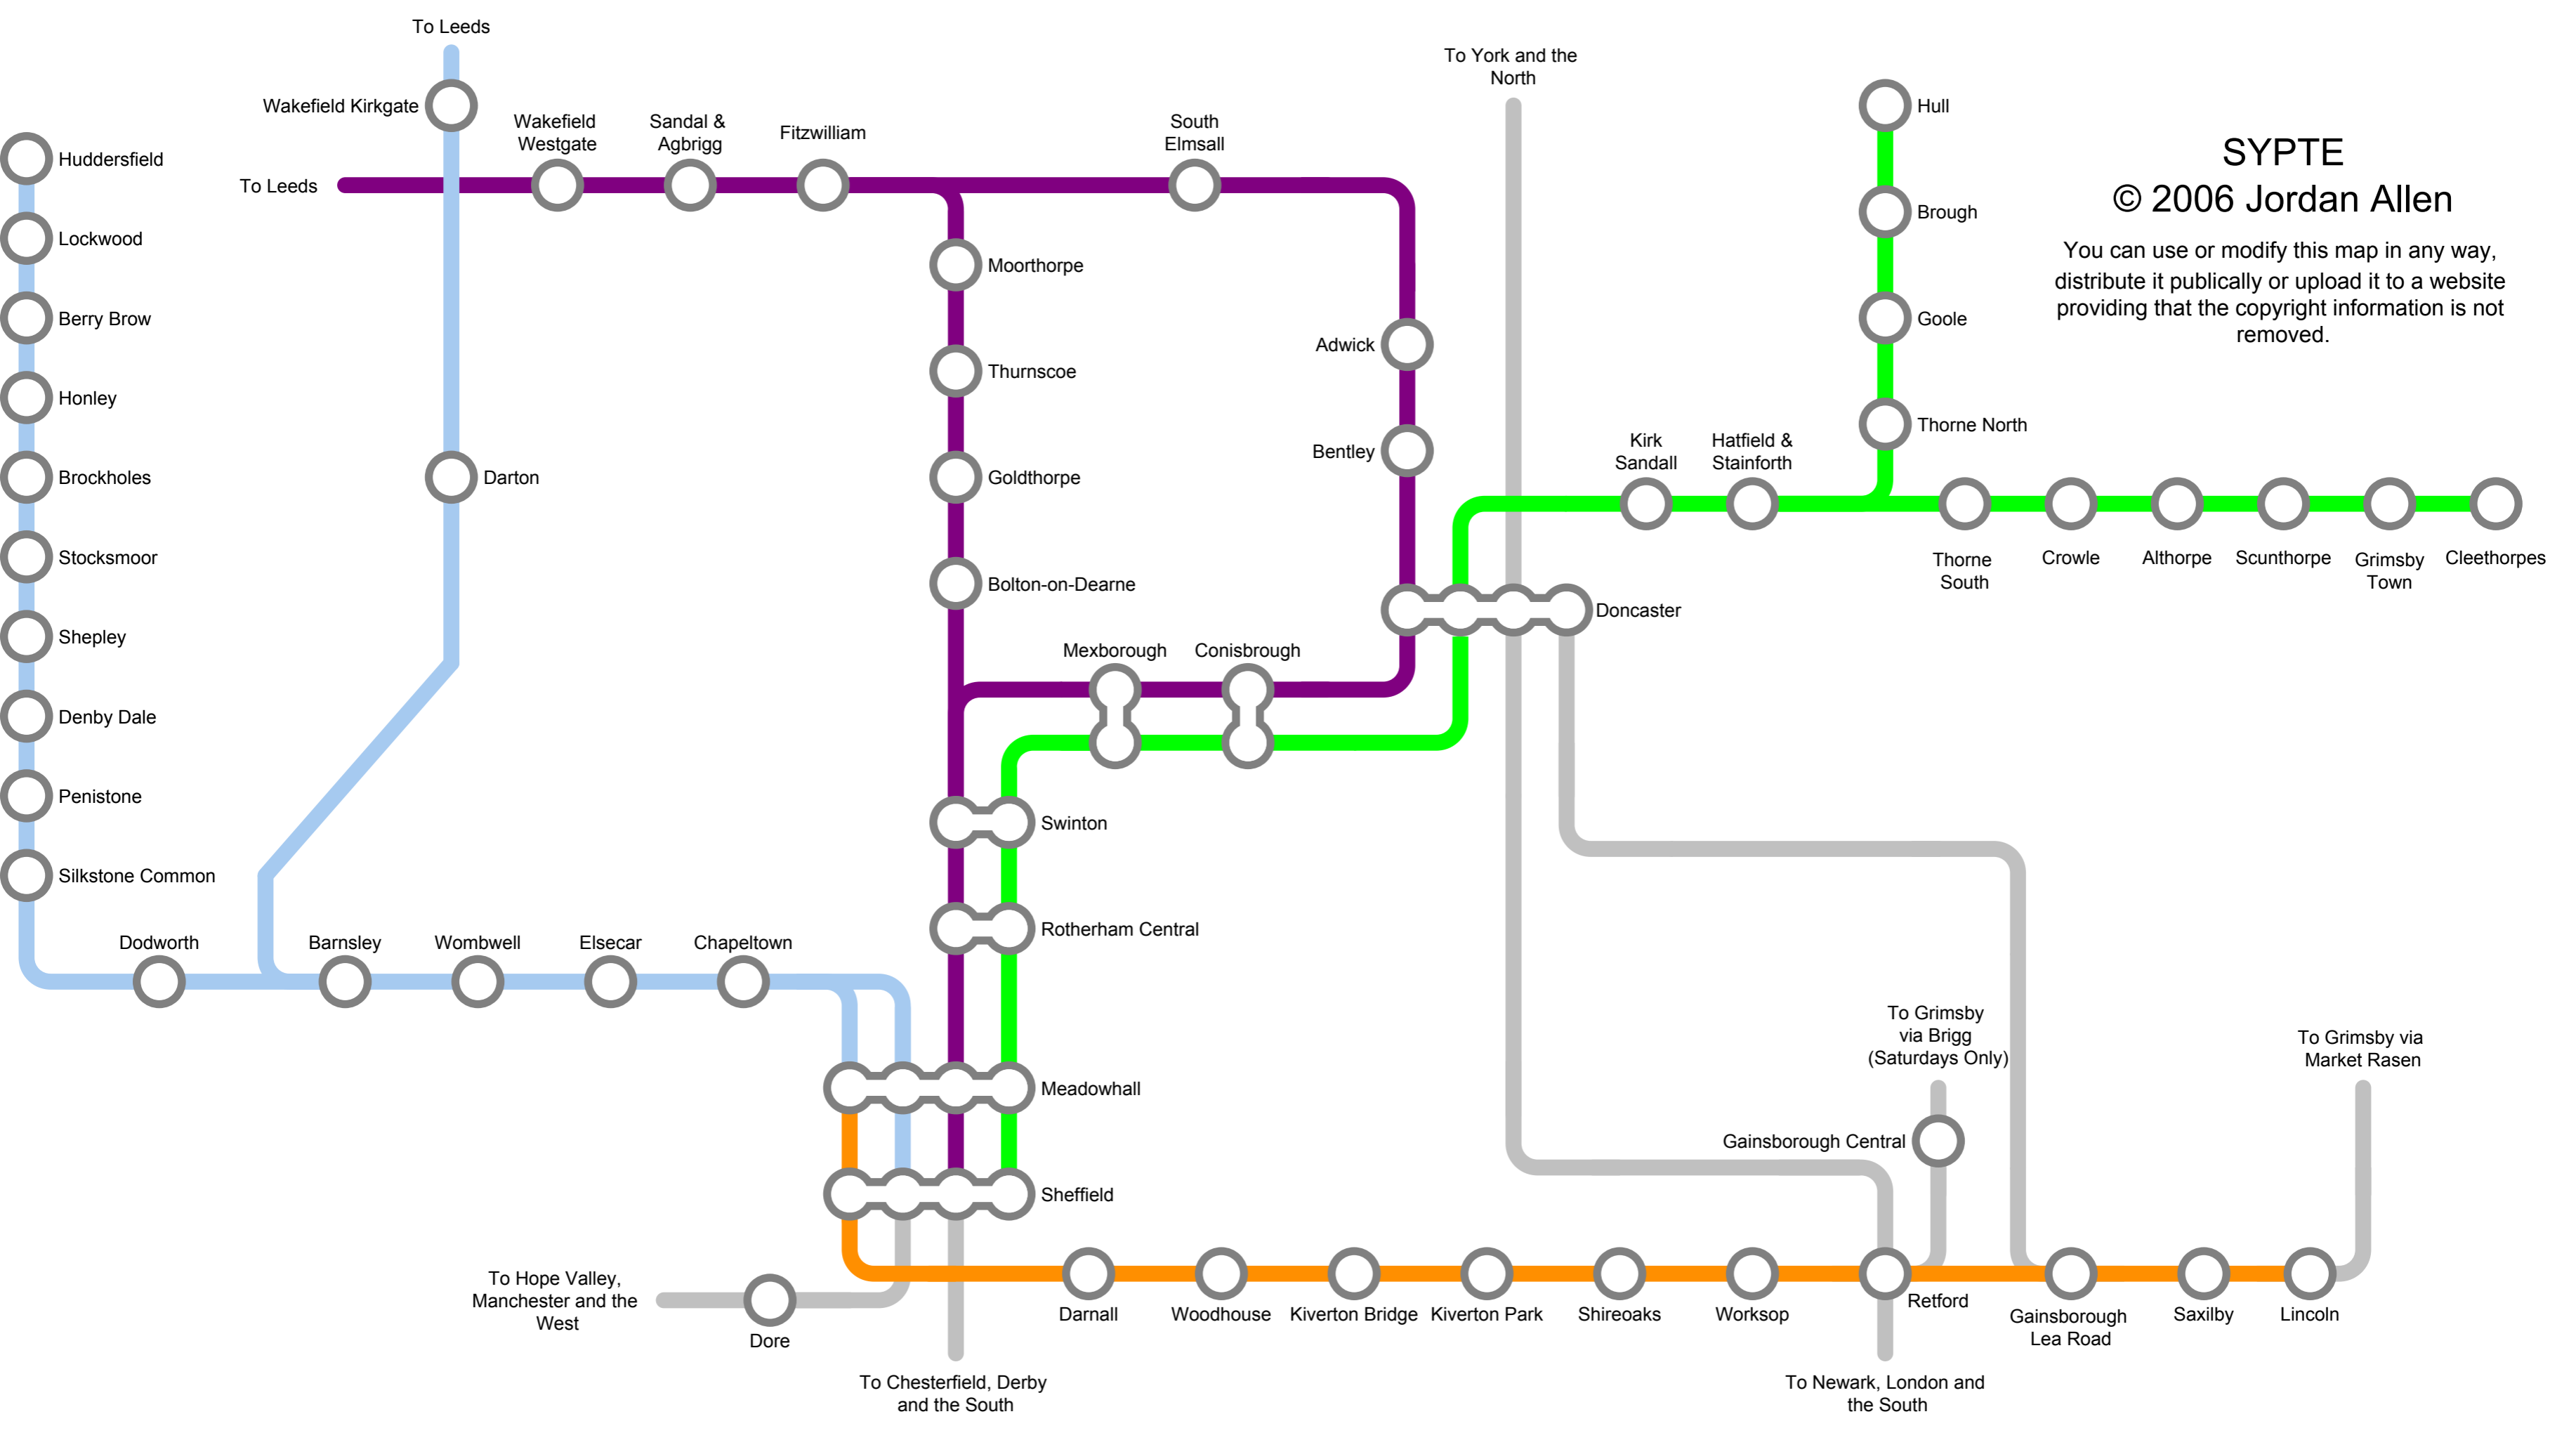 To Leeds
To York and the
North
Wakefield Kirkgate
Hull
Wakefield
Westgate
Sandal &
Agbrigg
Fitzwilliam
South
Elmsall
SYPTE
© 2006 Jordan Allen
You can use or modify this map in any way,
distribute it publically or upload it to a website
providing that the copyright information is not
removed.
Huddersfield
To Leeds
Brough
Lockwood
Moorthorpe
Berry Brow
Goole
Adwick
Thurnscoe
Honley
Thorne North
Bentley
Kirk
Sandall
Hatfield &
Stainforth
Brockholes
Darton
Goldthorpe
Stocksmoor
Thorne
South
Crowle
Althorpe
Scunthorpe
Grimsby
Town
Cleethorpes
Bolton-on-Dearne
Doncaster
Shepley
Mexborough
Conisbrough
Denby Dale
Penistone
Swinton
Silkstone Common
Rotherham Central
Dodworth
Barnsley
Wombwell
Elsecar
Chapeltown
To Grimsby
via Brigg
(Saturdays Only)
To Grimsby via
Market Rasen
Meadowhall
Gainsborough Central
Sheffield
To Hope Valley,
Manchester and the
West
Dore
Darnall
Woodhouse
Kiverton Bridge
Kiverton Park
Shireoaks
Worksop
Retford
Gainsborough
Lea Road
Saxilby
Lincoln
To Chesterfield, Derby
and the South
To Newark, London and
the South